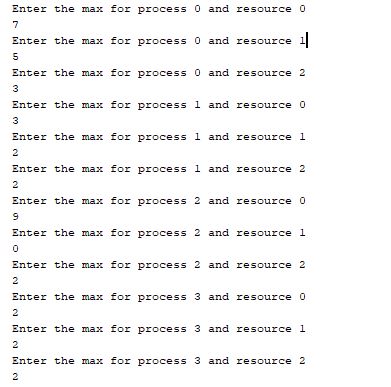 Enter the max for process 0 and resource 0
7
Enter the max for process 0 and resource 1
5
Enter the max for process 0 and resource 2
3
Enter the max for process 1 and resource 0
3
Enter the max for process 1 and resource 1
2
Enter the max for process 1 and resource 2
2
Enter the max for process 2 and resource 0
9
Enter the max for process 2 and resource 1
0
Enter the max for process 2 and resource 2
2
Enter the max for process 3 and resource 0
2
Enter the max for process 3 and resource 1
2
Enter the max for process 3 and resource 2
2